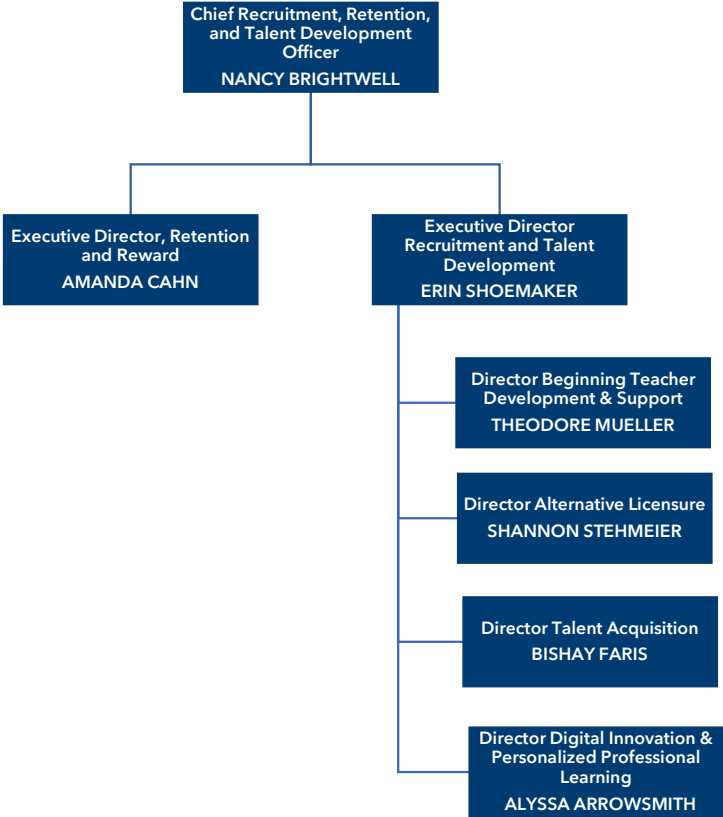 Chief Recruitment, Retention,
and Talent Development
Officer
NANCY BRIGHTWELL
Executive Director, Retention
and Reward
AMANDA CAHN
Executive Director
Recruitment and Talent
Development
ERIN SHOEMAKER
Director Beginning Teacher
Development & Support
THEODORE MUELLER
Director Alternative Licensure
SHANNON STEHMEIER
Director Talent Acquisition
BISHAY FARIS
Director Digital Innovation &
Personalized Professional
Learning
ALYSSA ARROWSMITH